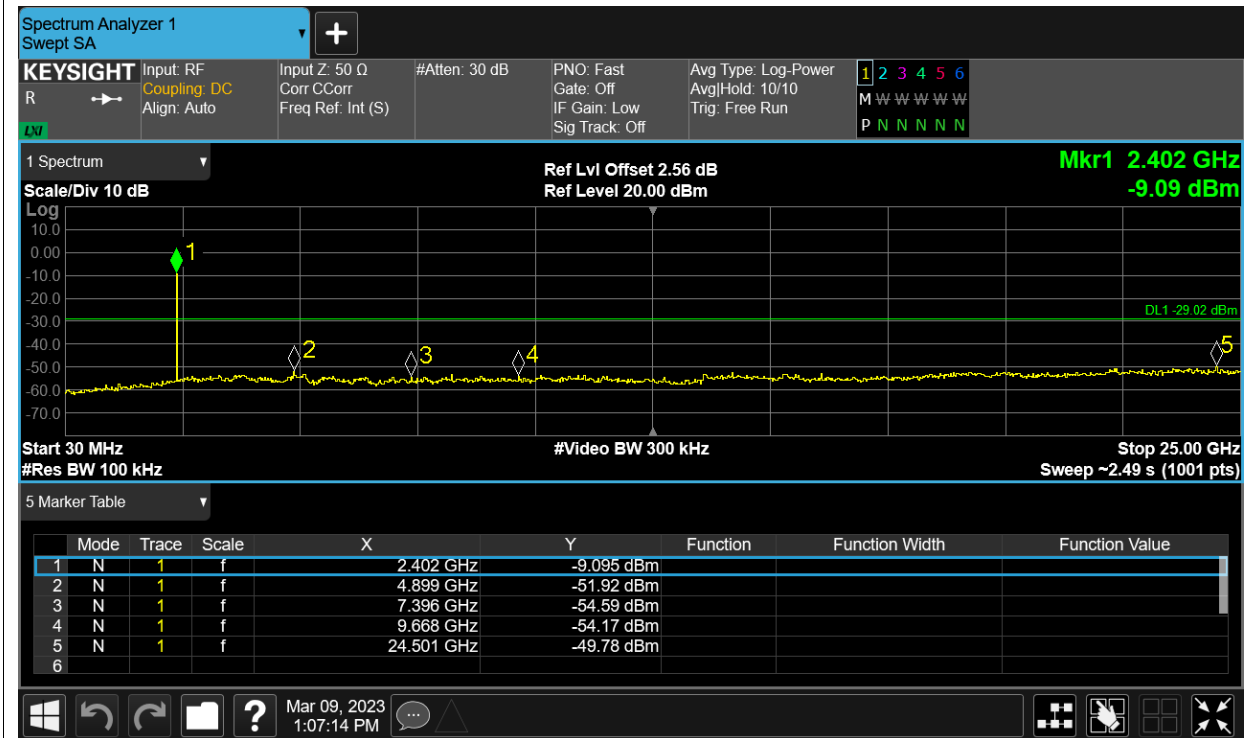 Spectrum Analyzer 1
Swept SA
KEYSIGHT
R
LXI
Input: RF
Coupling: DC
Align: Auto
Input Z: 50 Ω
Corr CCorr
Freq Ref: Int (S)
#Atten: 30 dB
PNO: Fast
Gate: Off
IF Gain: Low
Sig Track: Off
Avg Type: Log-Power
Avg|Hold: 10/10
Trig: Free Run
1 2 3 4 5 6
M W W W W W
P N N N N N
1 Spectrum
Scale/Div 10 dB
Ref Lvl Offset 2.56 dB
Ref Level 20.00 dBm
Mkr1 2.402 GHz
-9.09 dBm
Log
10.0
0.00
-10.0
-20.0
-30.0
-40.0
-50.0
-60.0
-70.0
1
2
3
4
5
DL1 -29.02 dBm
Start 30 MHz
#Res BW 100 kHz
#Video BW 300 kHz
Stop 25.00 GHz
Sweep ~2.49 s (1001 pts)
5 Marker Table
Mode Trace Scale X Y Function Function Width Function Value
1 N 1 f 2.402 GHz -9.095 dBm
2 N 1 f 4.899 GHz -51.92 dBm
3 N 1 f 7.396 GHz -54.59 dBm
4 N 1 f 9.668 GHz -54.17 dBm
5 N 1 f 24.501 GHz -49.78 dBm
6
?
Mar 09, 2023
1:07:14 PM